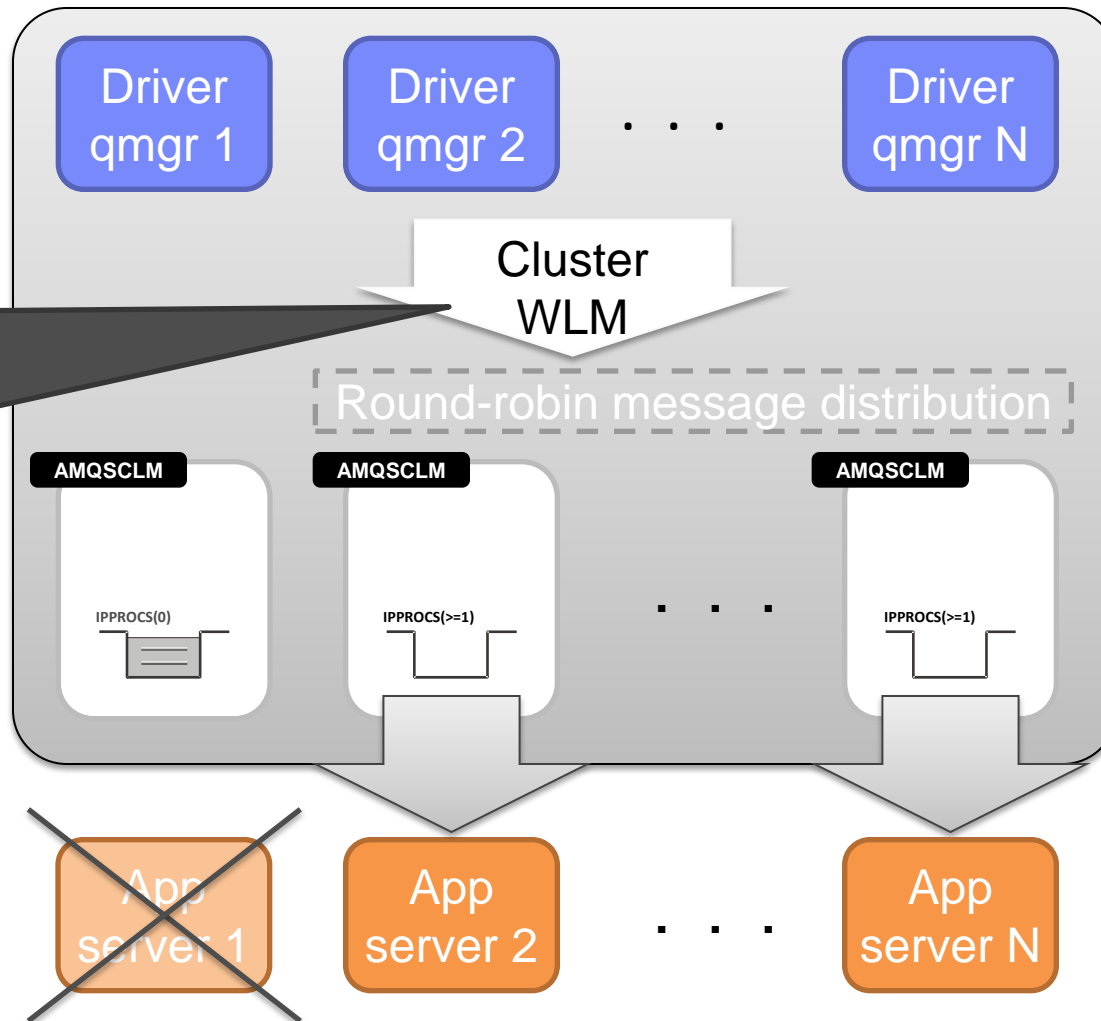 Driver
qmgr 1
Driver
qmgr 2
. . .
Driver
qmgr N
Cluster
WLM
Round-robin message distribution
AMQSCLM
AMQSCLM
AMQSCLM
IPPROCS(0)
IPPROCS(>=1)
. . .
IPPROCS(>=1)
App
server 1
App
server 2
. . .
App
server N